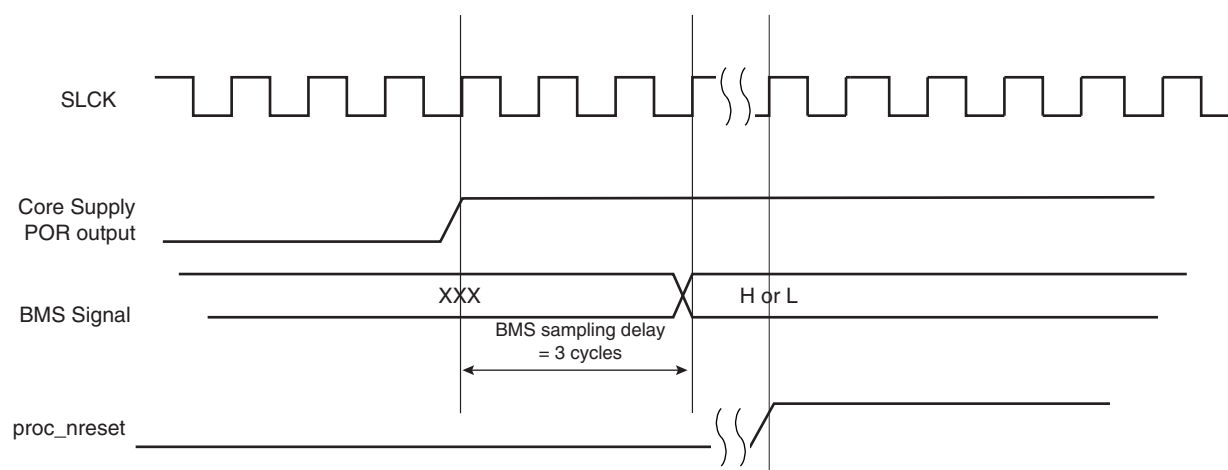 SLCK
Core Supply
POR output
XXX
H or L
BMS Signal
BMS sampling delay
= 3 cycles
proc_nreset